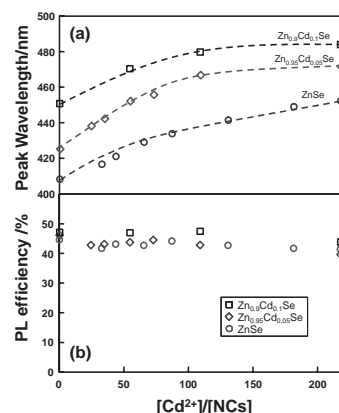 (a)
Zn0.9Cd0.1Se
Zn0.95Cd0.05Se
ZnSe
Peak Wavelength/nm
500
480
460
440
420
400
60
50
40
30
20
10
0
PL efficiency /%
Zn0.9Cd0.1Se
Zn0.95Cd0.05Se
ZnSe
(b)
0 50 100 150 200
[Cd2+]/[NCs]